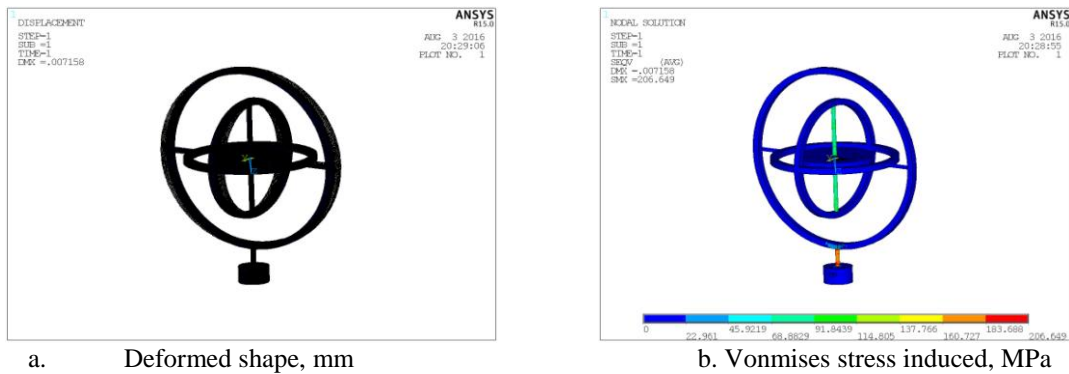 1
DISPLACEMENT
STEP=1
SUB =1
TIME=1
DMX =.007158
ANSYS
R15.0
AUG 3 2016
20:29:06
PLOT NO. 1
1
NODAL SOLUTION
STEP=1
SUB =1
TIME=1
SEQV (AVG)
DMX =.007158
SMX =206.649
ANSYS
R15.0
AUG 3 2016
20:28:55
PLOT NO. 1
0 45.9219 91.8439 137.766 183.688
22.961 68.8829 114.805 160.727 206.649
a. Deformed shape, mm
b. Vonmises stress induced, MPa